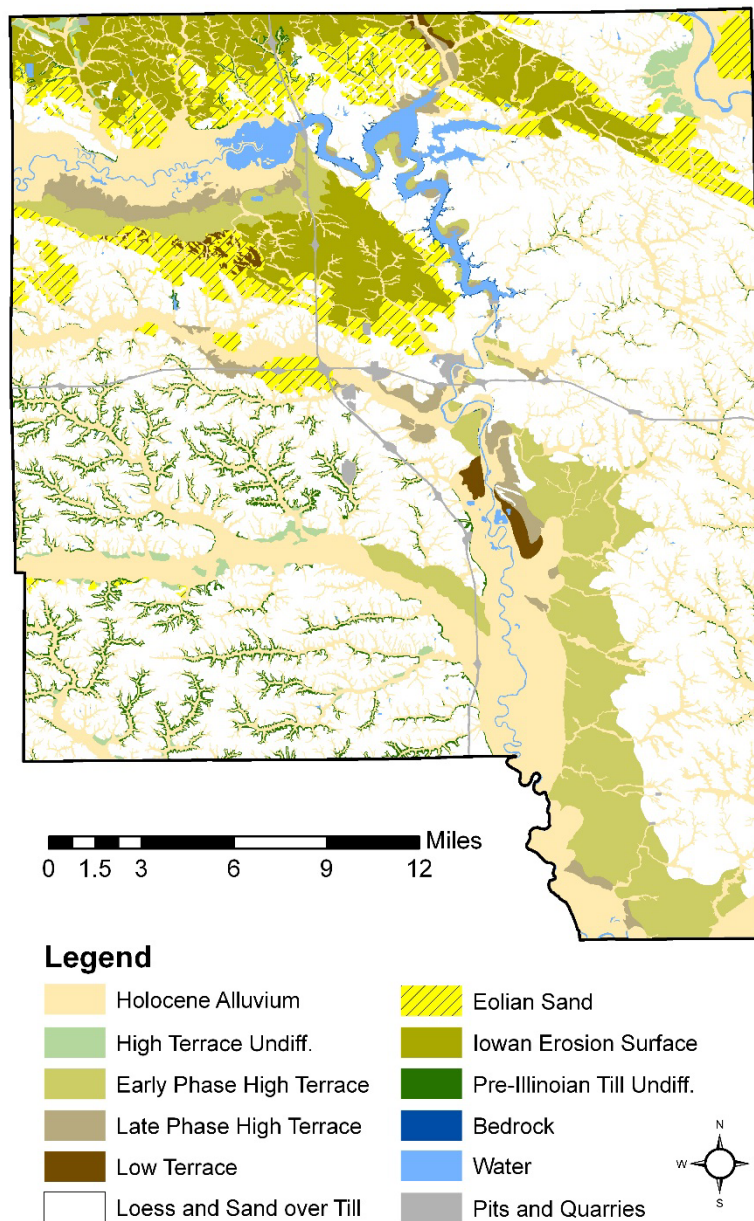 Miles
0 1.5 3 6 9 12
Legend
Holocene Alluvium
High Terrace Undiff.
Early Phase High Terrace
Late Phase High Terrace
Low Terrace
Loess and Sand over Till
Eolian Sand
Iowan Erosion Surface
Pre-Illinoian Till Undiff.
Bedrock
Water
Pits and Quarries
N
W E
S